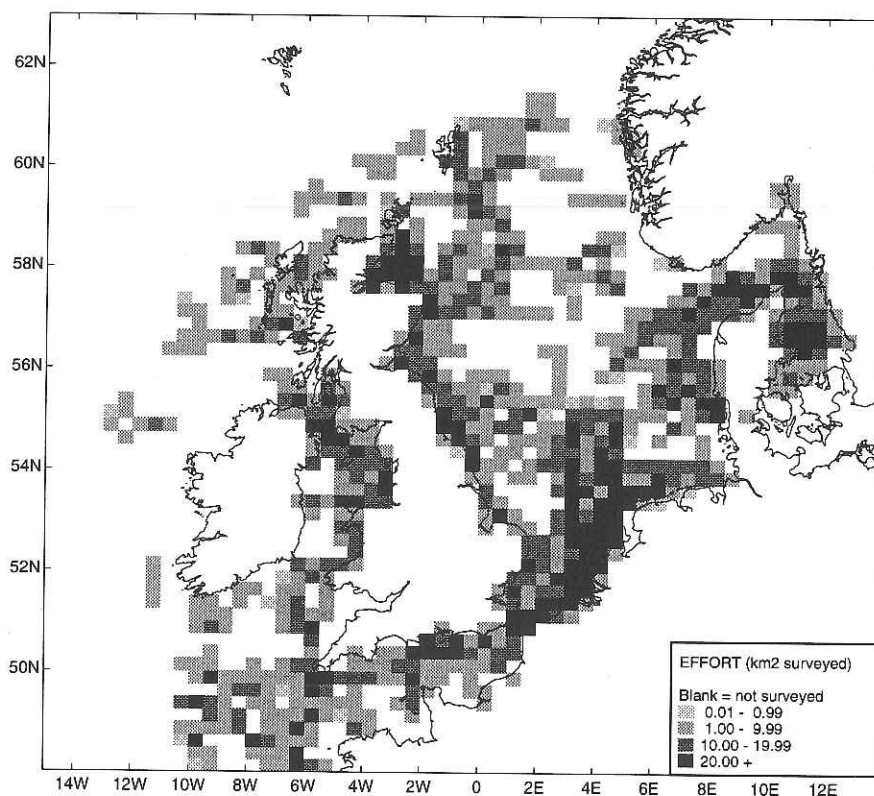 62N
60N
58N
56N
54N
52N
50N
EFFORT (km2 surveyed)
Blank = not surveyed
0.01 - 0.99
1.00 - 9.99
10.00 - 19.99
20.00 +
14W 12W 10W 8W 6W 4W 2W 0 2E 4E 6E 8E 10E 12E